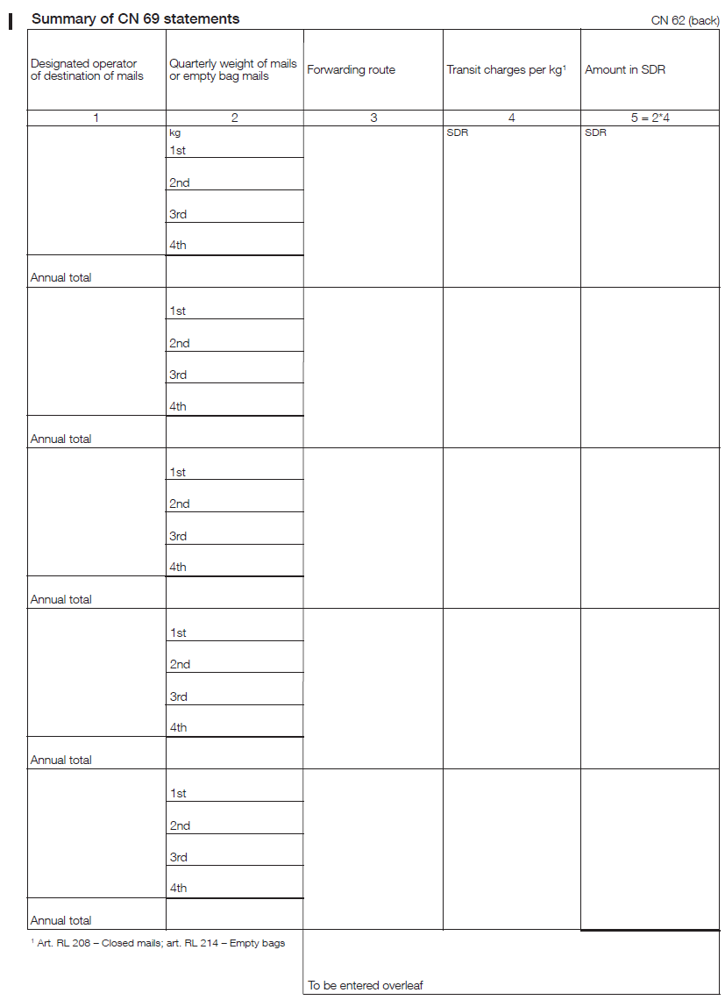 Summary of CN 69 statements
CN 62 (back)
Designated operator
of destination of mails
Quarterly weight of mails
or empty bag mails
Forwarding route
Transit charges per kg¹
Amount in SDR
1
2
3
4
5 = 2*4
kg
SDR
SDR
1st
2nd
3rd
4th
Annual total
1st
2nd
3rd
4th
Annual total
1st
2nd
3rd
4th
Annual total
1st
2nd
3rd
4th
Annual total
1st
2nd
3rd
4th
Annual total
¹ Art. RL 208 – Closed mails; art. RL 214 – Empty bags
To be entered overleaf